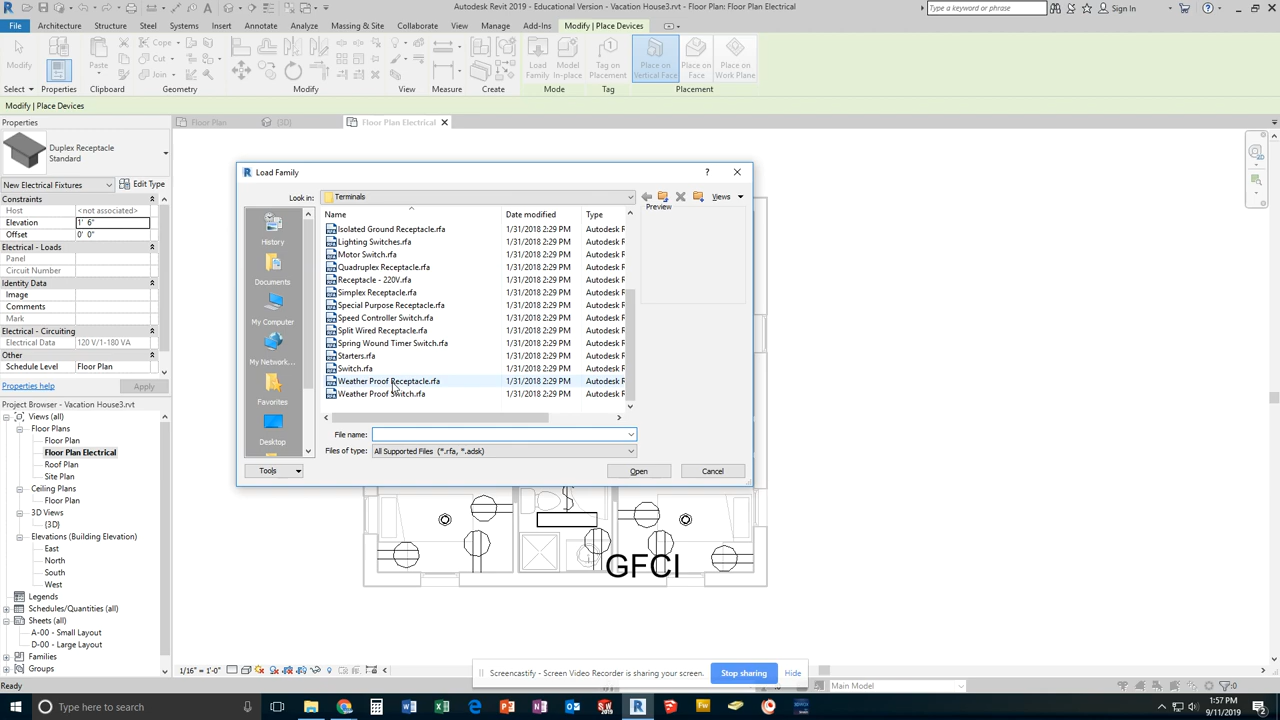 Autodesk Revit 2019 - Educational Version - Vacation House3.rvt - Floor Plan: Floor Plan Electrical
Type a keyword or phrase
Sign In
File Architecture Structure Steel Systems Insert Annotate Analyze Massing & Site Collaborate View Manage Add-Ins Modify | Place Devices
Modify
Paste
Cope
Cut
Join
Load Family
Model In-place
Tag on Placement
Place on Vertical Face
Place on Face
Place on Work Plane
Select Properties Clipboard Geometry Modify View Measure Create Mode Tag Placement
Modify | Place Devices
Properties
Floor Plan
(3D)
Floor Plan Electrical
Duplex Receptacle
Standard
New Electrical Fixtures
Edit Type
Constraints
Host <not associated>
Elevation 1' 6"
Offset 0' 0"
Electrical - Loads
Panel
Circuit Number
Identity Data
Image
Comments
Mark
Electrical - Circuiting
Electrical Data 120 V/1-180 VA
Other
Schedule Level Floor Plan
Properties help
Apply
Project Browser - Vacation House3.rvt
Views (all)
Floor Plans
Floor Plan
Floor Plan Electrical
Roof Plan
Site Plan
Ceiling Plans
Floor Plan
3D Views
(3D)
Elevations (Building Elevation)
East
North
South
West
Legends
Schedules/Quantities (all)
Sheets (all)
A-00 - Small Layout
D-00 - Large Layout
Families
Groups
Load Family
Look in: Terminals
Views
Name Date modified Type
Preview
Isolated Ground Receptacle.rfa 1/31/2018 2:29 PM Autodesk R
Lighting Switches.rfa 1/31/2018 2:29 PM Autodesk R
Motor Switch.rfa 1/31/2018 2:29 PM Autodesk R
Quadruplex Receptacle.rfa 1/31/2018 2:29 PM Autodesk R
Receptacle - 220V.rfa 1/31/2018 2:29 PM Autodesk R
Simplex Receptacle.rfa 1/31/2018 2:29 PM Autodesk R
Special Purpose Receptacle.rfa 1/31/2018 2:29 PM Autodesk R
Speed Controller Switch.rfa 1/31/2018 2:29 PM Autodesk R
Split Wired Receptacle.rfa 1/31/2018 2:29 PM Autodesk R
Spring Wound Timer Switch.rfa 1/31/2018 2:29 PM Autodesk R
Starters.rfa 1/31/2018 2:29 PM Autodesk R
Switch.rfa 1/31/2018 2:29 PM Autodesk R
Weather Proof Receptacle.rfa 1/31/2018 2:29 PM Autodesk R
Weather Proof Switch.rfa 1/31/2018 2:29 PM Autodesk R
History
Documents
My Computer
My Network...
Favorites
Desktop
File name:
Files of type: All Supported Files (*.rfa, *.adsk)
Tools
Open
Cancel
GFCI
1/16" = 1'-0"
Screencastify - Screen Video Recorder is sharing your screen.
Stop sharing
Hide
Ready
Main Model
:0
Type here to search
1:57 PM
9/11/2019